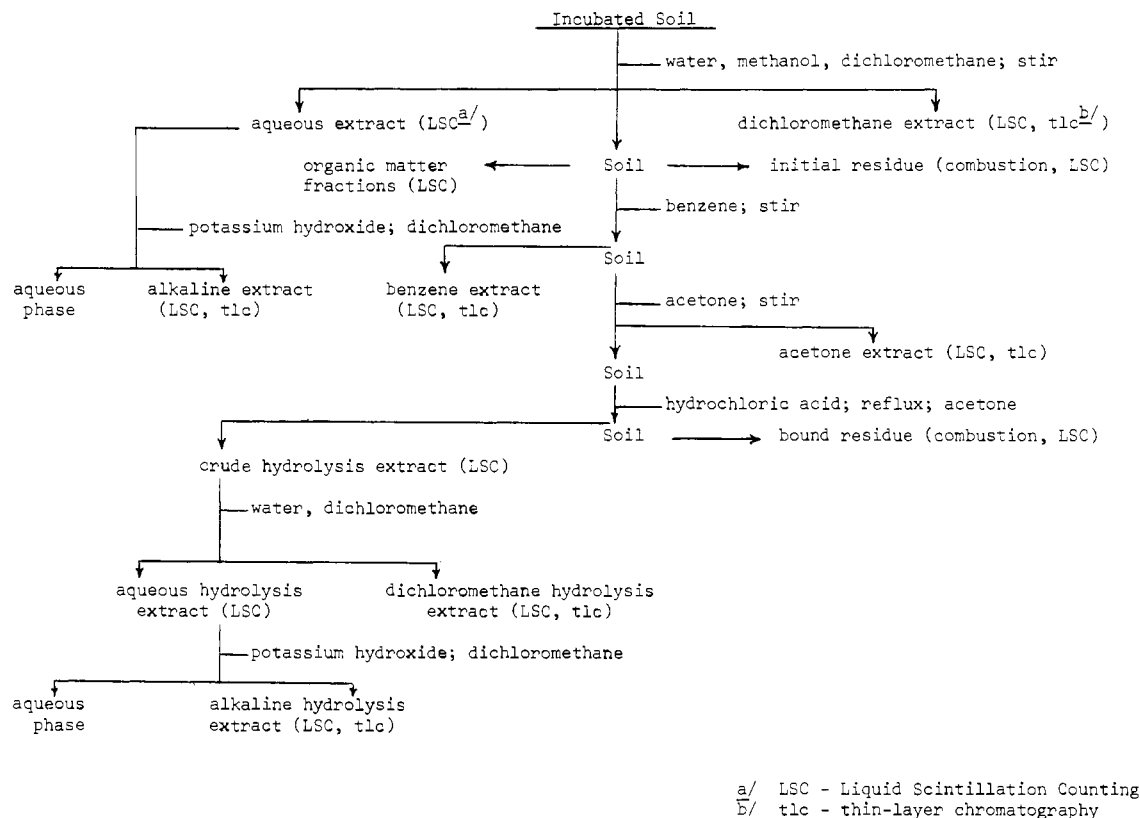 Incubated Soil
water, methanol, dichloromethane; stir
aqueous extract (LSC a/)
dichloromethane extract (LSC, tlc b/)
organic matter
fractions (LSC)
Soil
initial residue (combustion, LSC)
benzene; stir
potassium hydroxide; dichloromethane
Soil
aqueous
phase
alkaline extract
(LSC, tlc)
benzene extract
(LSC, tlc)
acetone; stir
acetone extract (LSC, tlc)
Soil
hydrochloric acid; reflux; acetone
Soil
bound residue (combustion, LSC)
crude hydrolysis extract (LSC)
water, dichloromethane
aqueous hydrolysis
extract (LSC)
dichloromethane hydrolysis
extract (LSC, tlc)
potassium hydroxide; dichloromethane
aqueous
phase
alkaline hydrolysis
extract (LSC, tlc)
a/ LSC - Liquid Scintillation Counting
b/ tlc - thin-layer chromatography